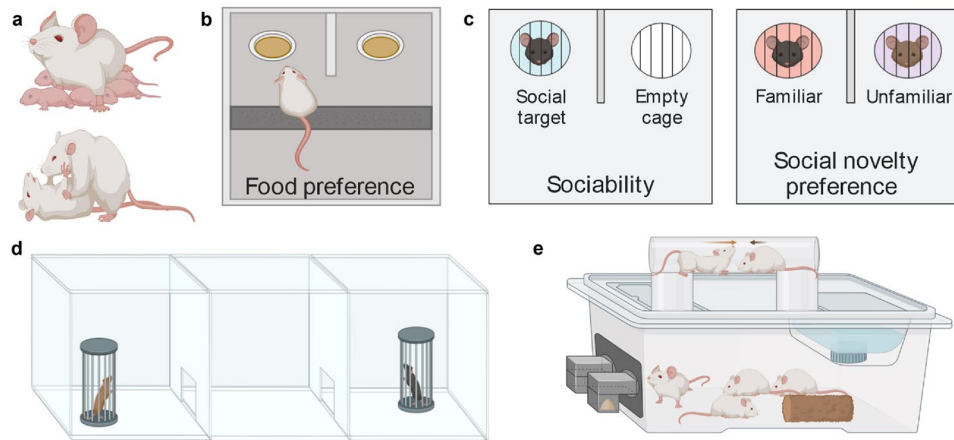 a
b
Food preference
c
Social
target
Empty
cage
Sociability
Familiar
Unfamiliar
Social novelty
preference
d
e